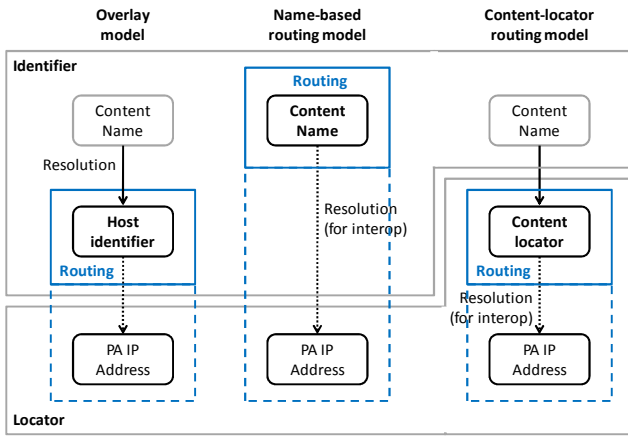 Overlay
model
Name-based
routing model
Content-locator
routing model
Identifier
Content
Name
Resolution
Host
identifier
Routing
PA IP
Address
Routing
Content
Name
Resolution
(for interop)
PA IP
Address
Content
Name
Content
locator
Routing
Resolution
(for interop)
PA IP
Address
Locator